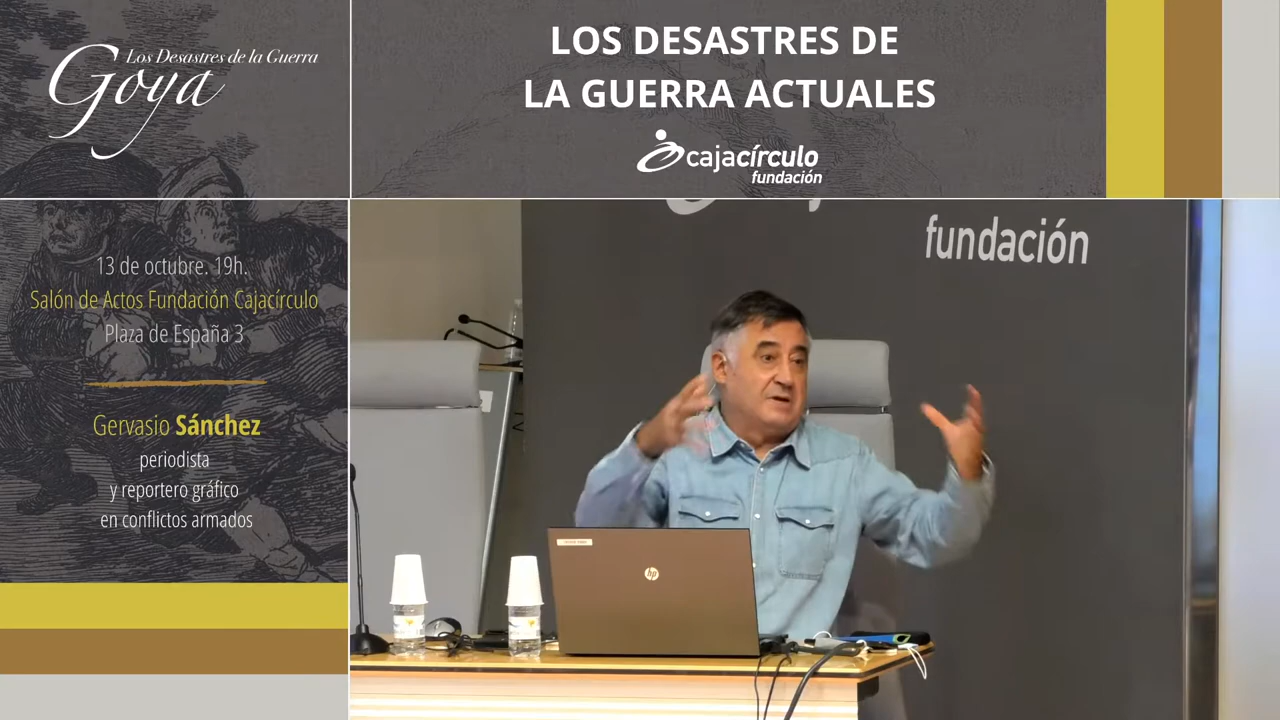 Los Desastres de la Guerra
Goya
LOS DESASTRES DE
LA GUERRA ACTUALES
cajacírculo
fundación
13 de octubre. 19h.
Salón de Actos Fundación Cajacírculo
Plaza de España 3
Gervasio Sánchez
periodista
y reportero gráfico
en conflictos armados
fundación
hp